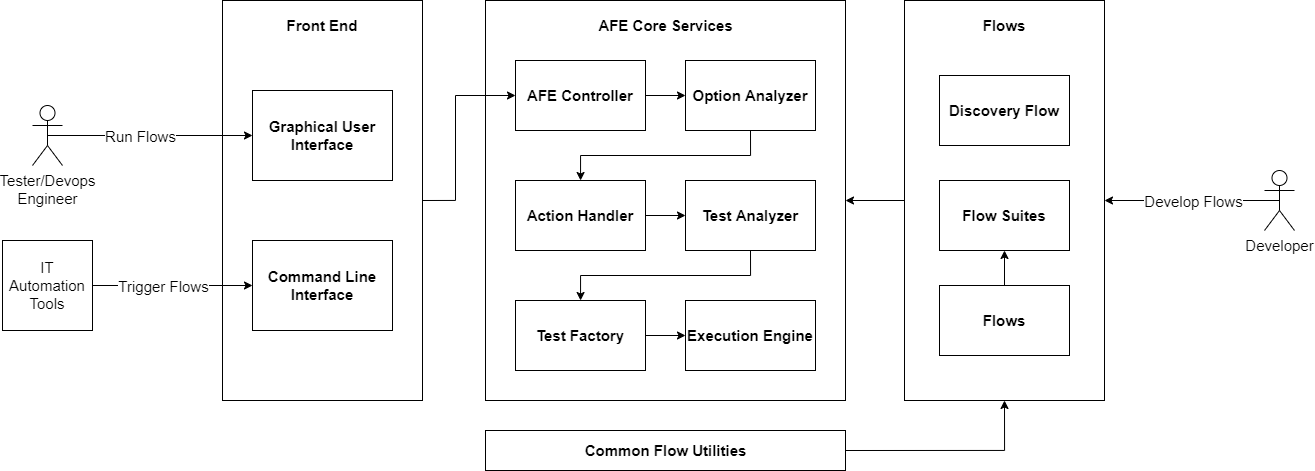 Front End
AFE Core Services
Flows
AFE Controller
Option Analyzer
Discovery Flow
Graphical User
Interface
Run Flows
Tester/Devops
Engineer
Action Handler
Test Analyzer
Flow Suites
Develop Flows
Developer
IT
Automation
Tools
Trigger Flows
Command Line
Interface
Test Factory
Execution Engine
Flows
Common Flow Utilities